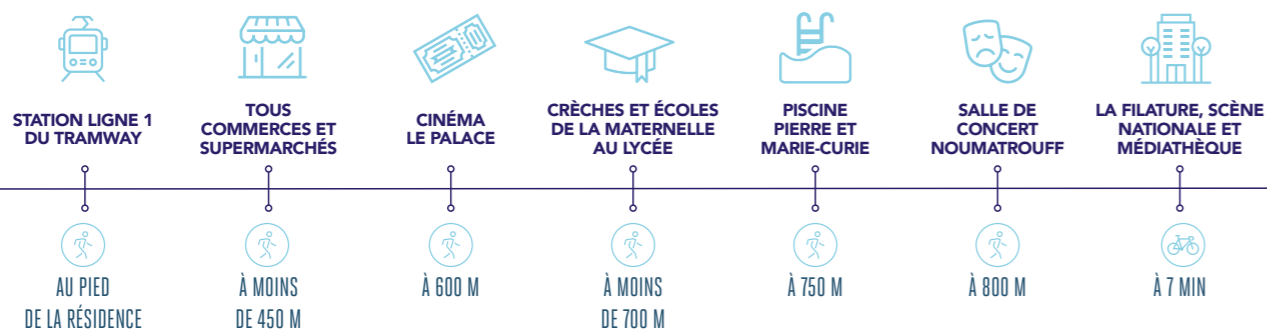 STATION LIGNE 1
DU TRAMWAY
AU PIED
DE LA RÉSIDENCE
TOUS
COMMERCES ET
SUPERMARCHÉS
À MOINS
DE 450 M
CINÉMA
LE PALACE
À 600 M
CRÈCHES ET ÉCOLES
DE LA MATERNELLE
AU LYCÉE
À MOINS
DE 700 M
PISCINE
PIERRE ET
MARIE-CURIE
À 750 M
SALLE DE
CONCERT
NOUMATROUFF
À 800 M
LA FILATURE, SCÈNE
NATIONALE ET
MÉDIATHÈQUE
À 7 MIN